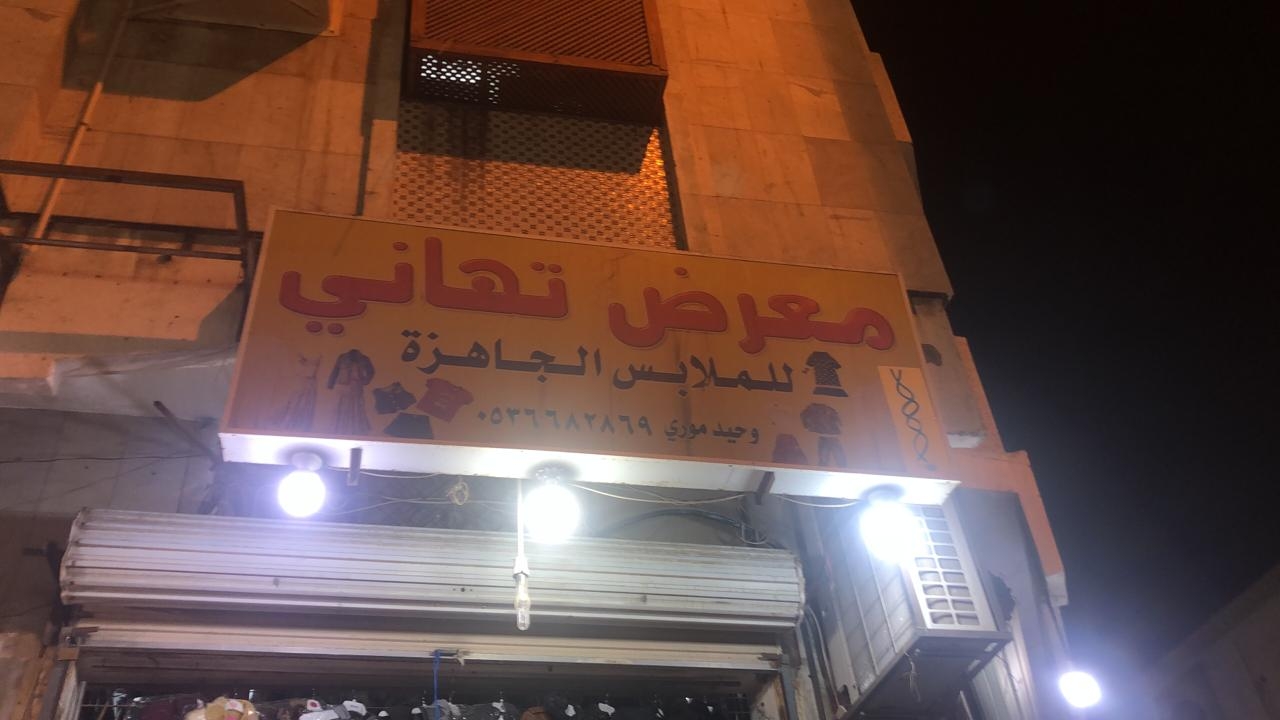 معرض تهاني
للملابس الجاهزة
وحيد موري ٠٥٣٦٦٨٢٨٦٩